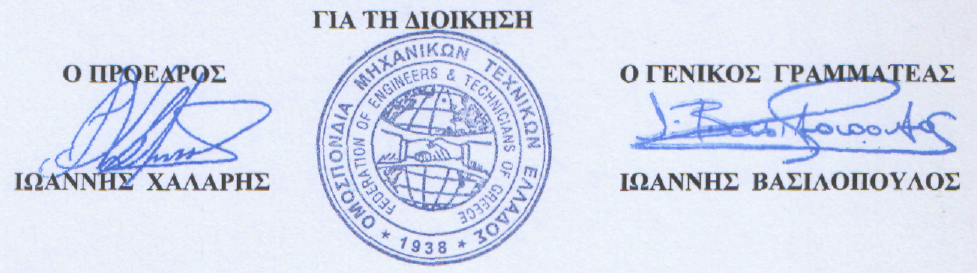 ΓΙΑ ΤΗ ΔΙΟΙΚΗΣΗ
Ο ΠΡΟΕΔΡΟΣ
Ο ΓΕΝΙΚΟΣ ΓΡΑΜΜΑΤΕΑΣ
ΟΜΟΣΠΟΝΔΙΑ ΜΗΧΑΝΙΚΩΝ ΤΕΧΝΙΚΩΝ ΕΛΛΑΔΟΣ
FEDERATION OF ENGINEERS & TECHNICIANS OF GREECE
* 1938 *
ΙΩΑΝΝΗΣ ΧΑΛΑΡΗΣ
ΙΩΑΝΝΗΣ ΒΑΣΙΛΟΠΟΥΛΟΣ